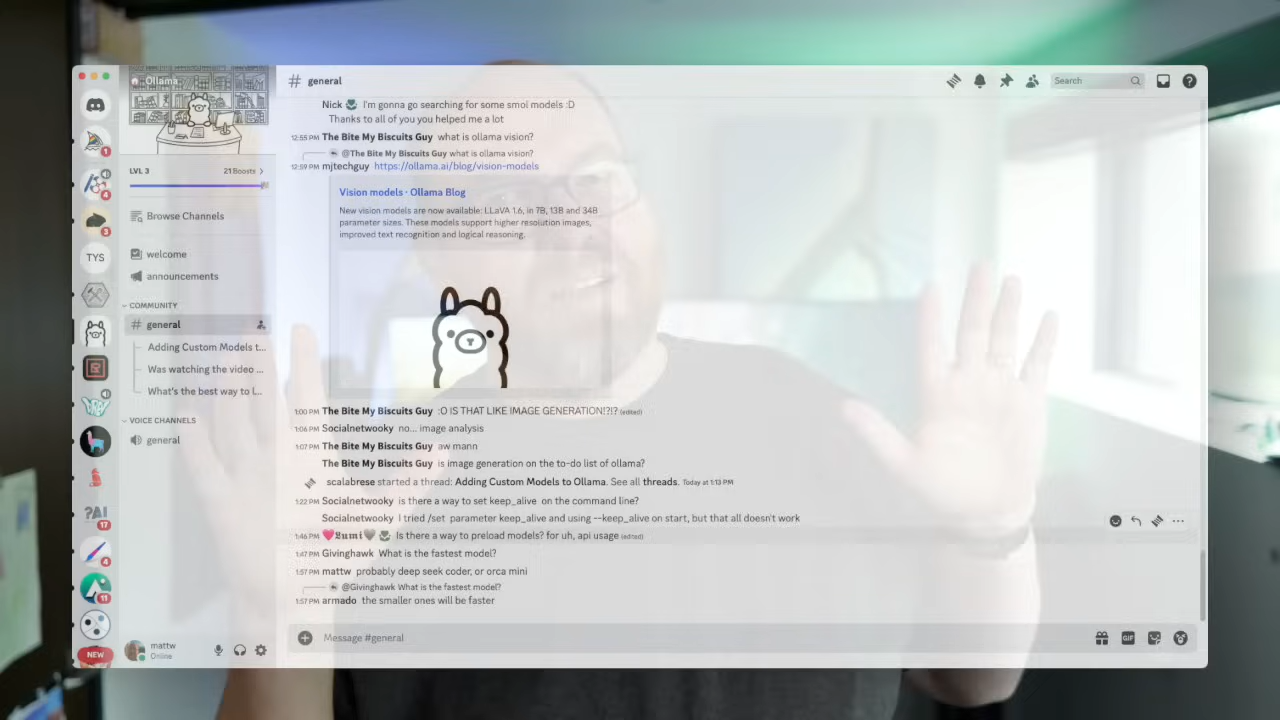 Ollama
LVL 3
21 Boosts
Browse Channels
welcome
announcements
COMMUNITY
# general
Adding Custom Models t...
Was watching the video ...
What's the best way to l...
VOICE CHANNELS
general
TYS
?AI
1
4
3
17
4
11
NEW
mattw
Online
# general
Search
Nick I'm gonna go searching for some smol models :D
Thanks to all of you you helped me a lot
12:55 PM The Bite My Biscuits Guy what is ollama vision?
@The Bite My Biscuits Guy what is ollama vision?
12:59 PM mjtechguy https://ollama.ai/blog/vision-models
Vision models · Ollama Blog
New vision models are now available: LLaVA 1.6, in 7B, 13B and 34B
parameter sizes. These models support higher resolution images,
improved text recognition and logical reasoning.
1:00 PM The Bite My Biscuits Guy :O IS THAT LIKE IMAGE GENERATION!?!? (edited)
1:06 PM Socialnetwooky no... image analysis
1:07 PM The Bite My Biscuits Guy aw mann
The Bite My Biscuits Guy is image generation on the to-do list of ollama?
scalabrese started a thread: Adding Custom Models to Ollama. See all threads. Today at 1:13 PM
1:22 PM Socialnetwooky is there a way to set keep_alive on the command line?
Socialnetwooky I tried /set parameter keep_alive and using --keep_alive on start, but that all doesn't work
1:46 PM 🩷𝕷𝖚𝖒𝖎🖤 Is there a way to preload models? for uh, api usage (edited)
1:47 PM Givinghawk What is the fastest model?
1:57 PM mattw probably deep seek coder, or orca mini
@Givinghawk What is the fastest model?
1:57 PM armado the smaller ones will be faster
Message #general
GIF